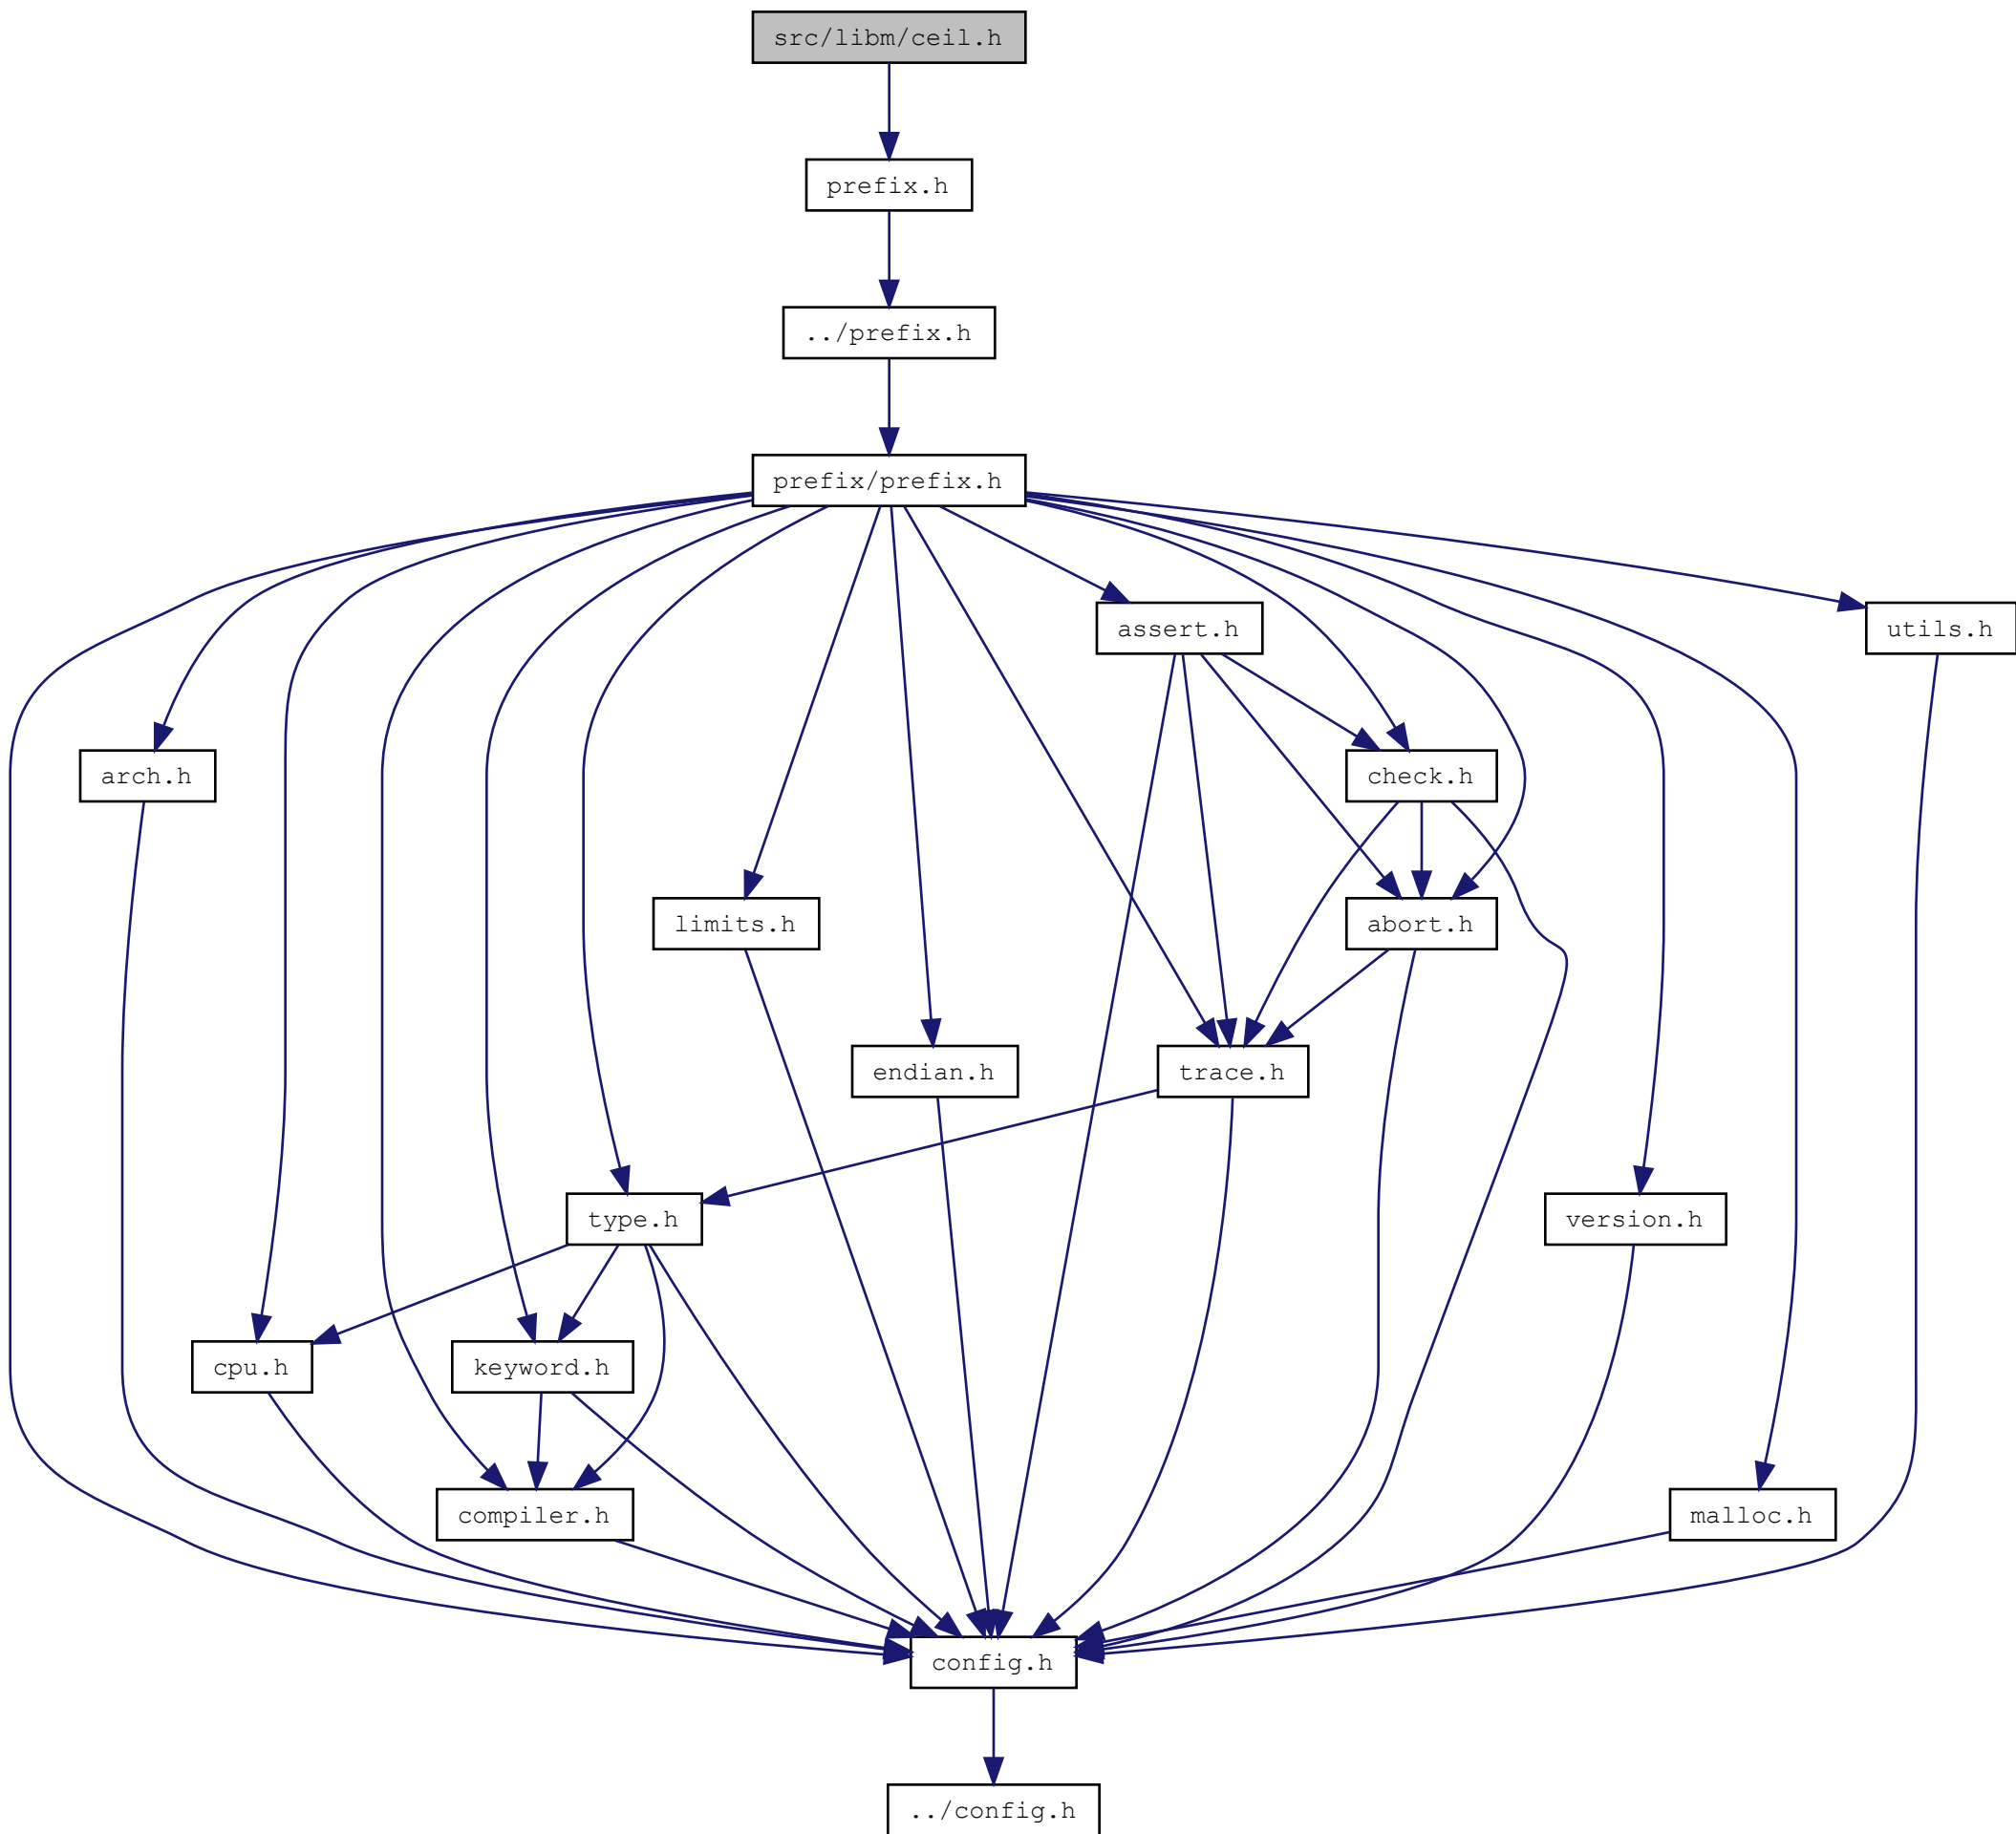 src/libm/ceil.h
prefix.h
../prefix.h
prefix/prefix.h
assert.h
utils.h
arch.h
check.h
limits.h
abort.h
endian.h
trace.h
type.h
version.h
cpu.h
keyword.h
compiler.h
malloc.h
config.h
../config.h